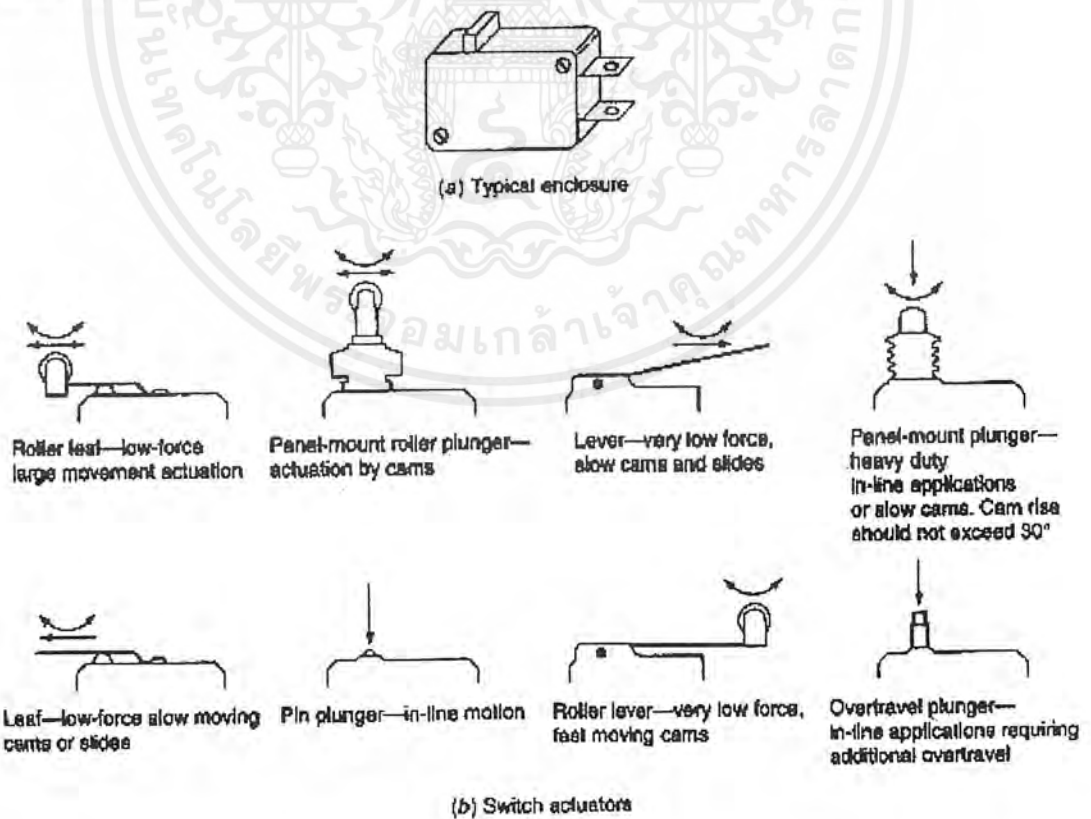 (a) Typical enclosure
Roller leaf—low-force
large movement actuation
Panel-mount roller plunger—
actuation by cams
Lever—very low force,
slow cams and slides
Panel-mount plunger—
heavy duty
in-line applications
or slow cams. Cam rise
should not exceed 30°
Leaf—low-force slow moving
cams or slides
Pin plunger—in-line motion
Roller lever—very low force,
fast moving cams
Overtravel plunger—
in-line applications requiring
additional overtravel
(b) Switch actuators